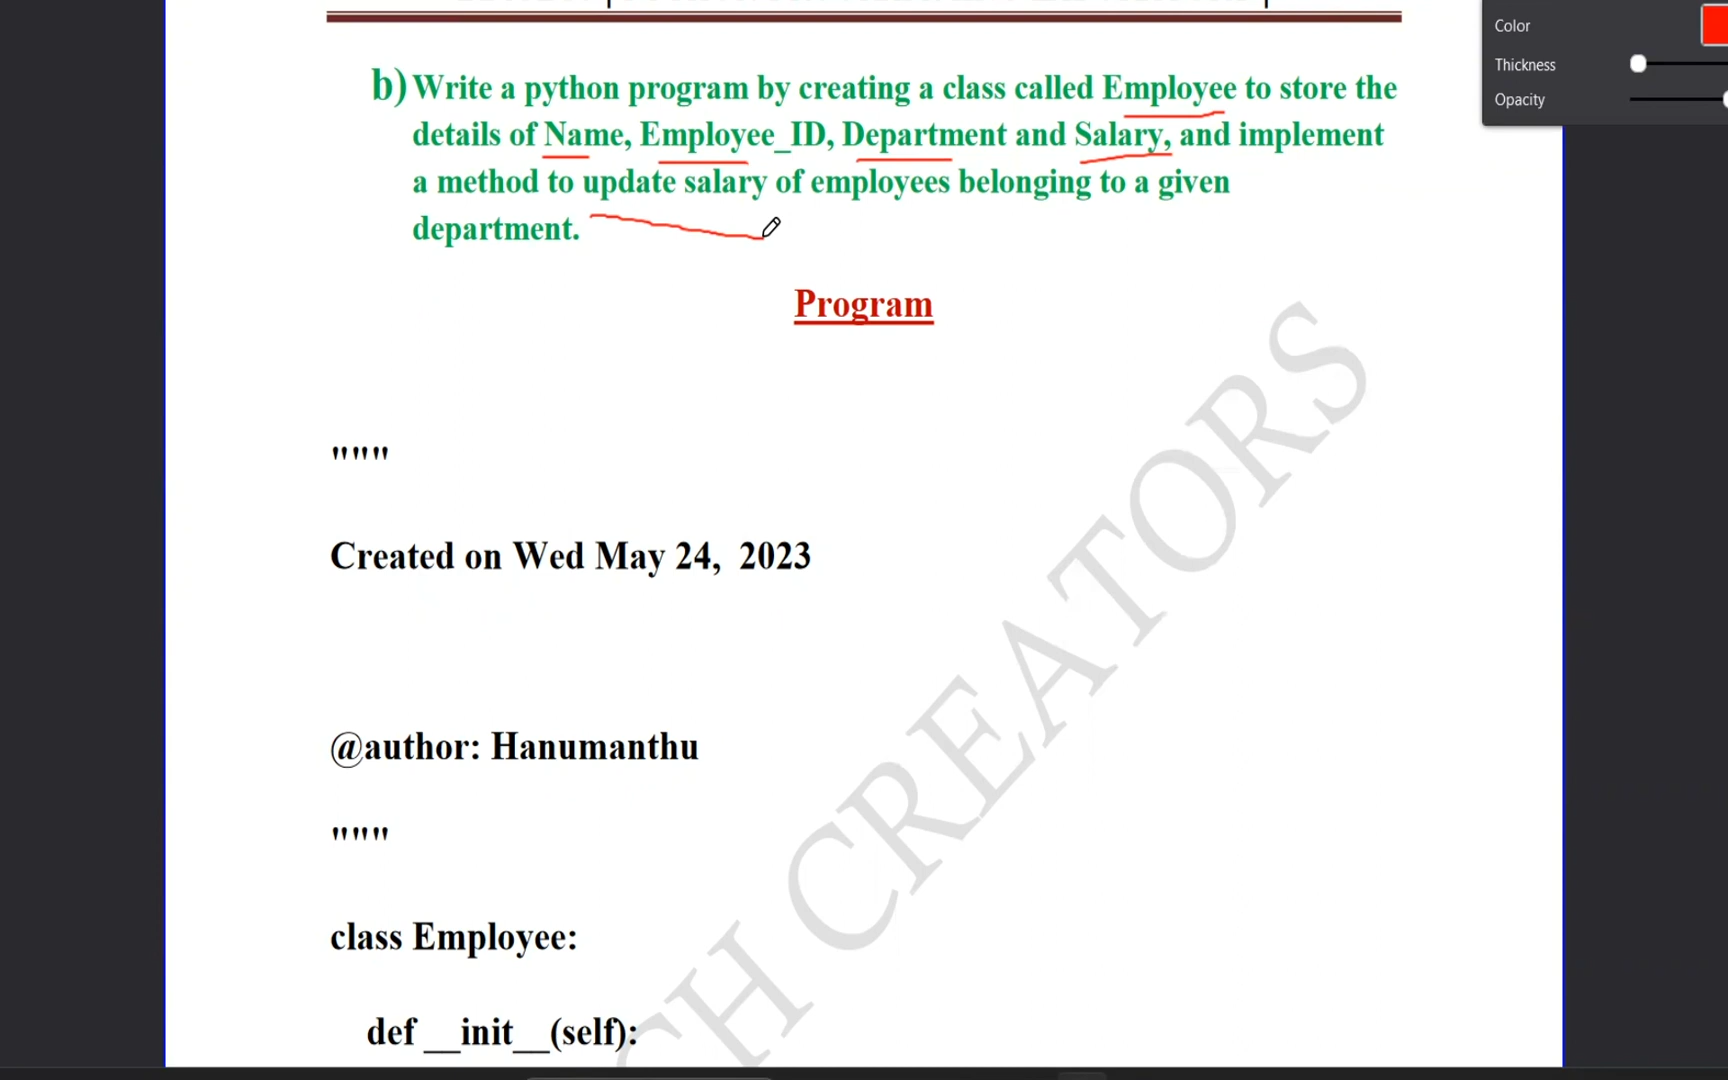 Color
Thickness
Opacity
b) Write a python program by creating a class called Employee to store the
details of Name, Employee_ID, Department and Salary, and implement
a method to update salary of employees belonging to a given
department.
Program
"""
Created on Wed May 24, 2023
@author: Hanumanthu
"""
class Employee:
def __init__(self):
CH CREATORS